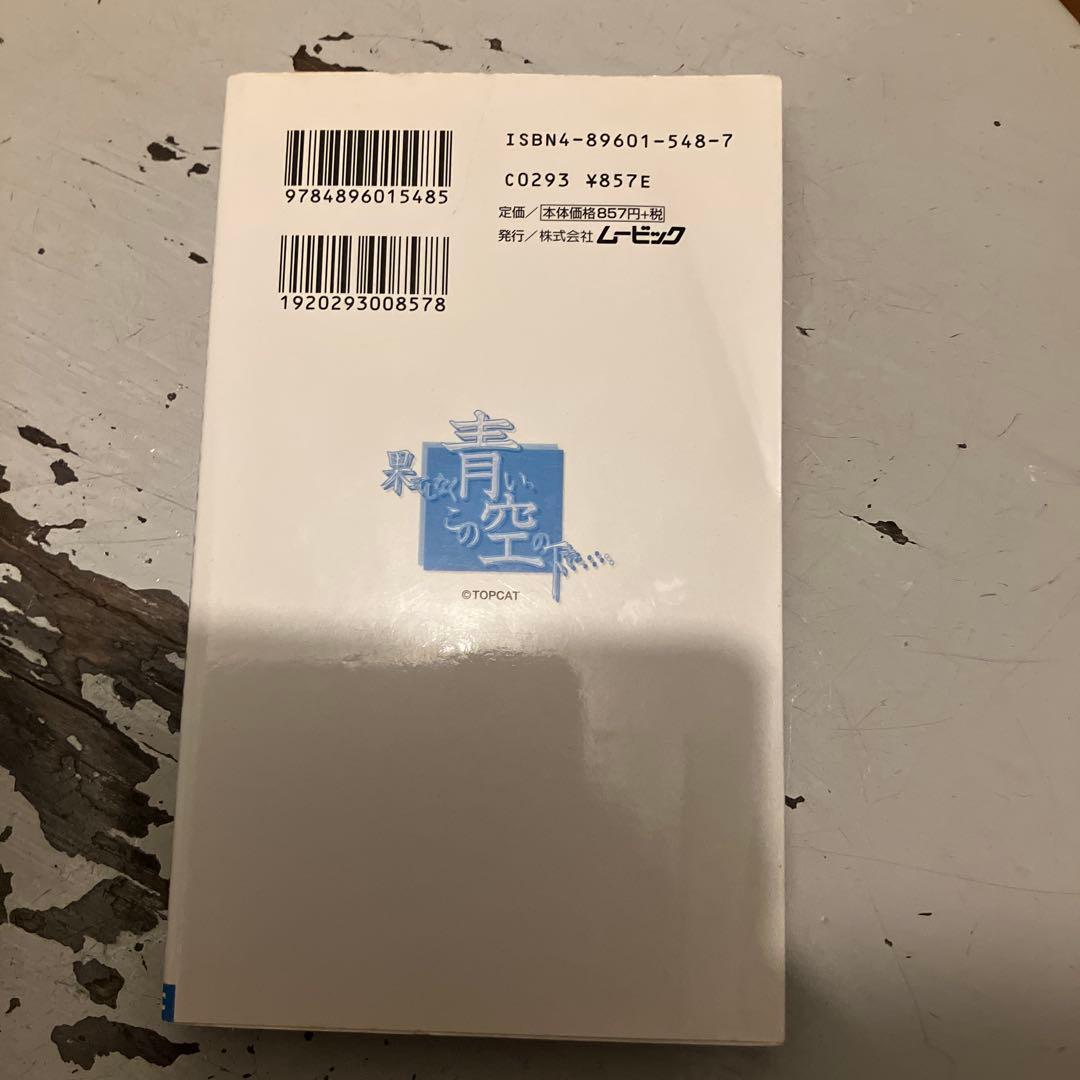 ISBN4-89601-548-7
9784896015485
C0293 ¥857E
定価／本体価格857円+税
発行／株式会社ムービック
1920293008578
果てしなく青い、
この空の下で…。
©TOPCAT